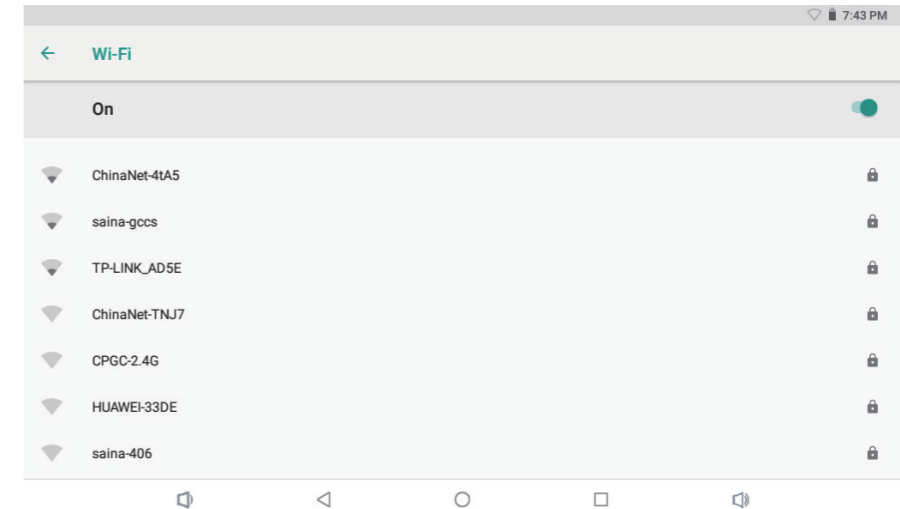 7:43 PM
Wi-Fi
On
ChinaNet-4tA5
saina-gccs
TP-LINK_AD5E
ChinaNet-TNJ7
CPGC-2.4G
HUAWEI-33DE
saina-406